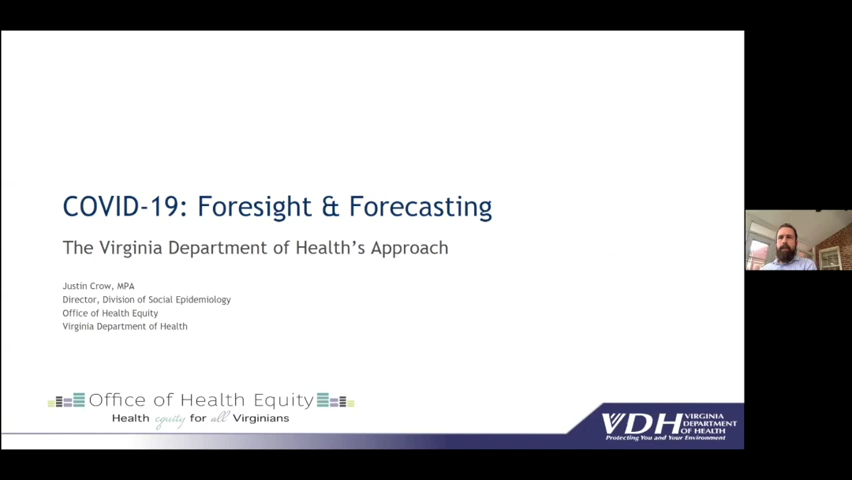 COVID-19: Foresight & Forecasting
The Virginia Department of Health's Approach
Justin Crow, MPA
Director, Division of Social Epidemiology
Office of Health Equity
Virginia Department of Health
Office of Health Equity
Health equity for all Virginians
VDH VIRGINIA
DEPARTMENT
OF HEALTH
Protecting You and Your Environment